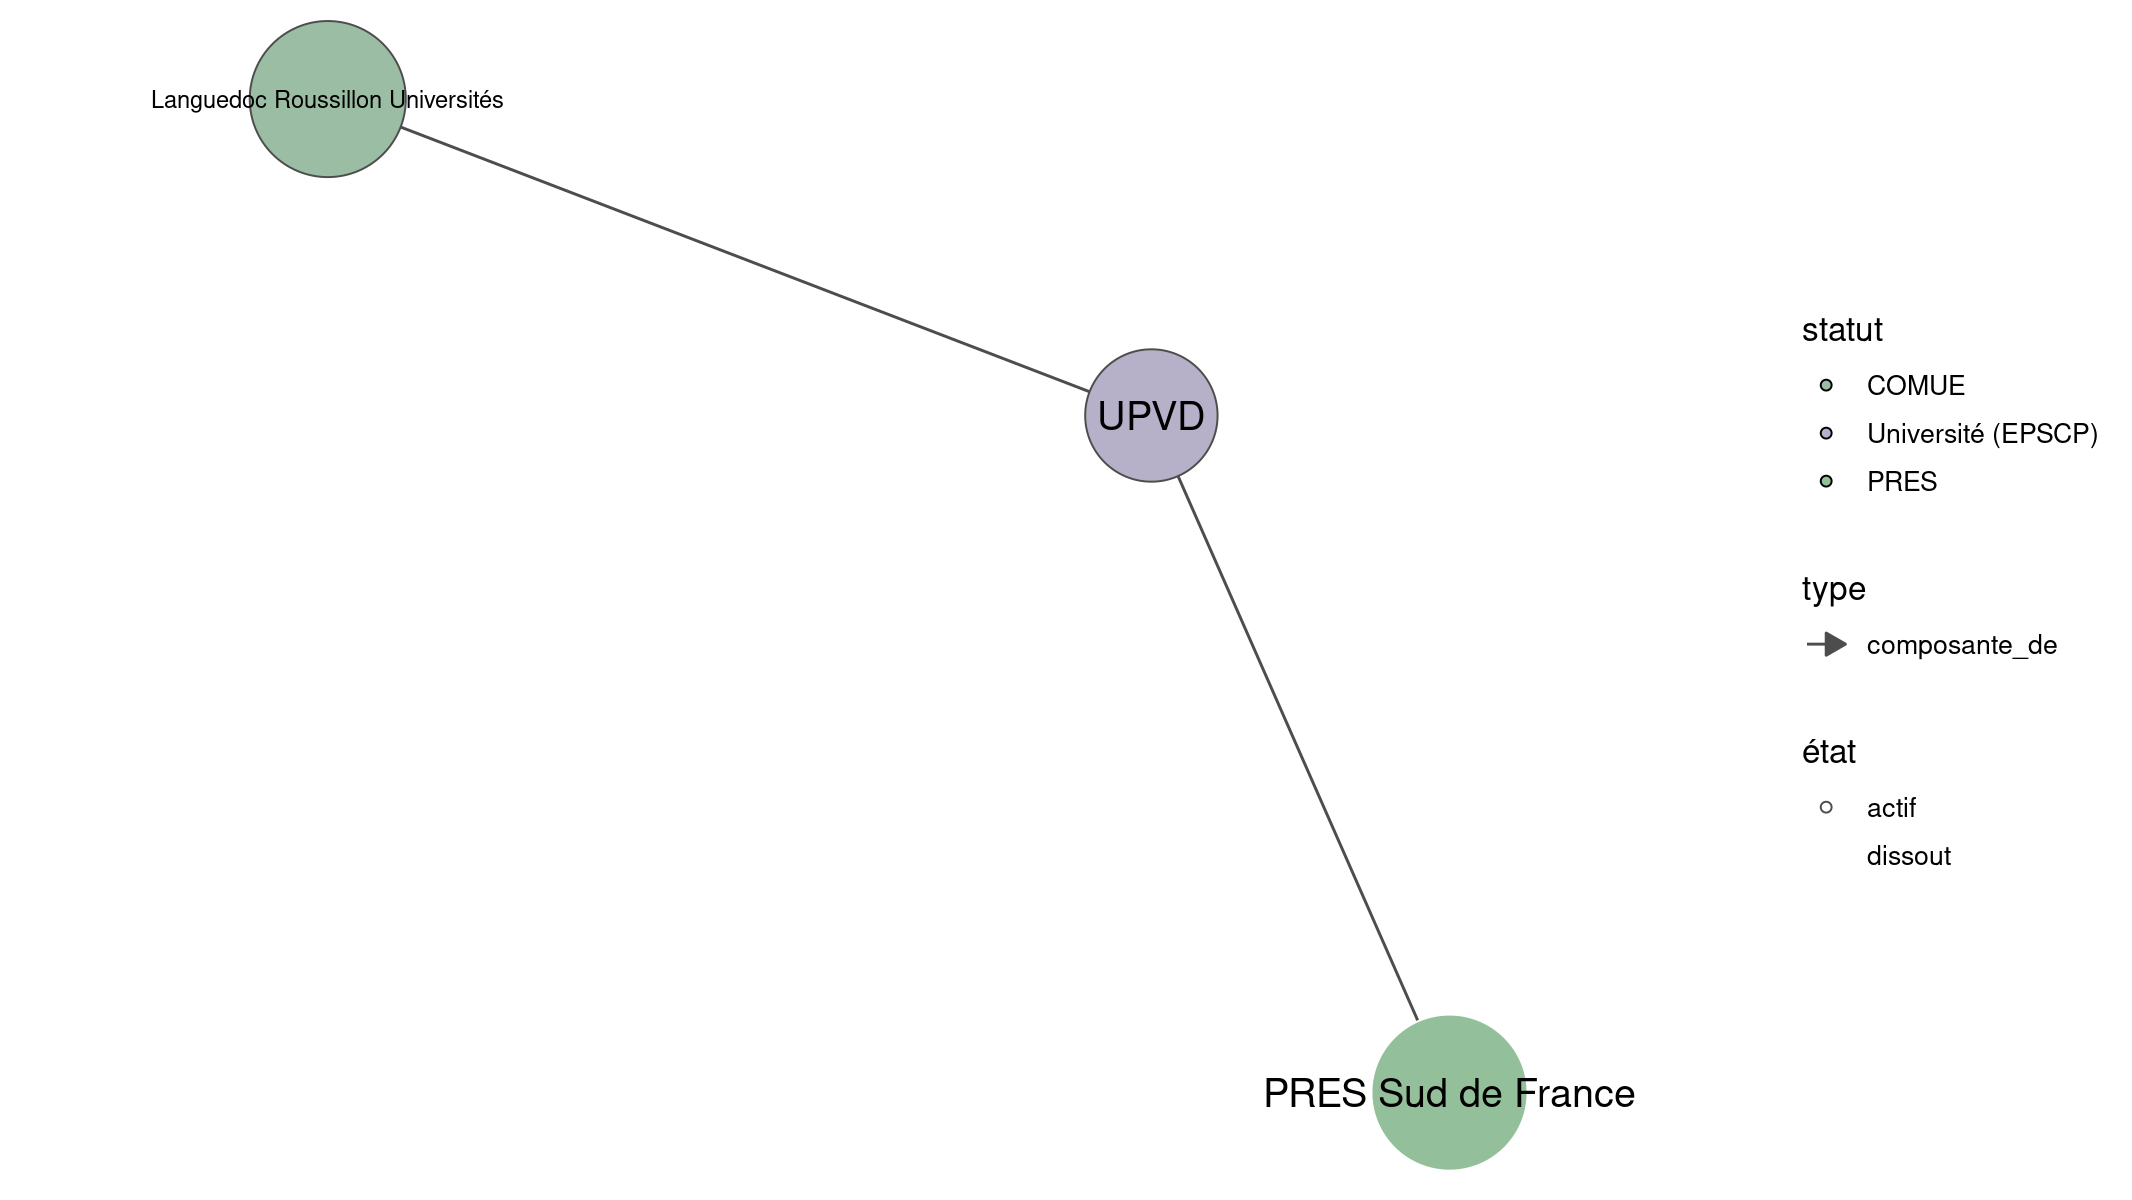 Languedoc Roussillon Universités
UPVD
PRES Sud de France
statut
COMUE
Université (EPSCP)
PRES
type
composante_de
état
actif
dissout